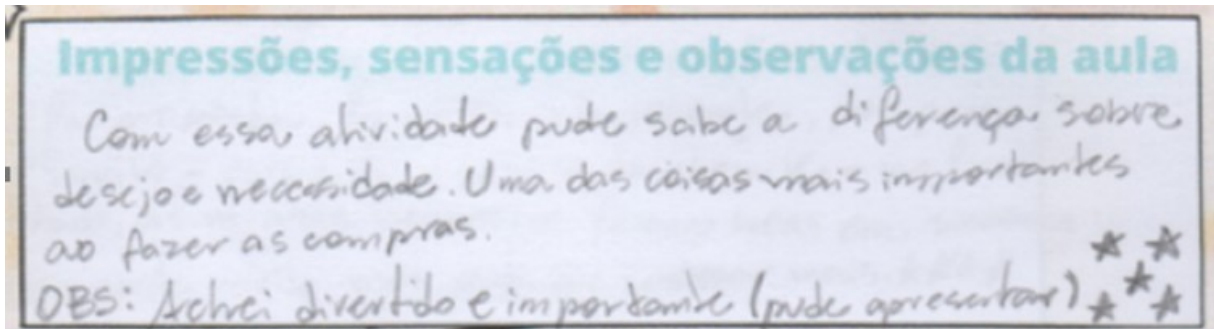 Impressões, sensações e observações da aula
Com essa atividade pude sabe a diferença sobre
desejo e necessidade. Uma das coisas mais importantes
ao fazer as compras.
OBS: Achei divertido e importante (pude apresentar)